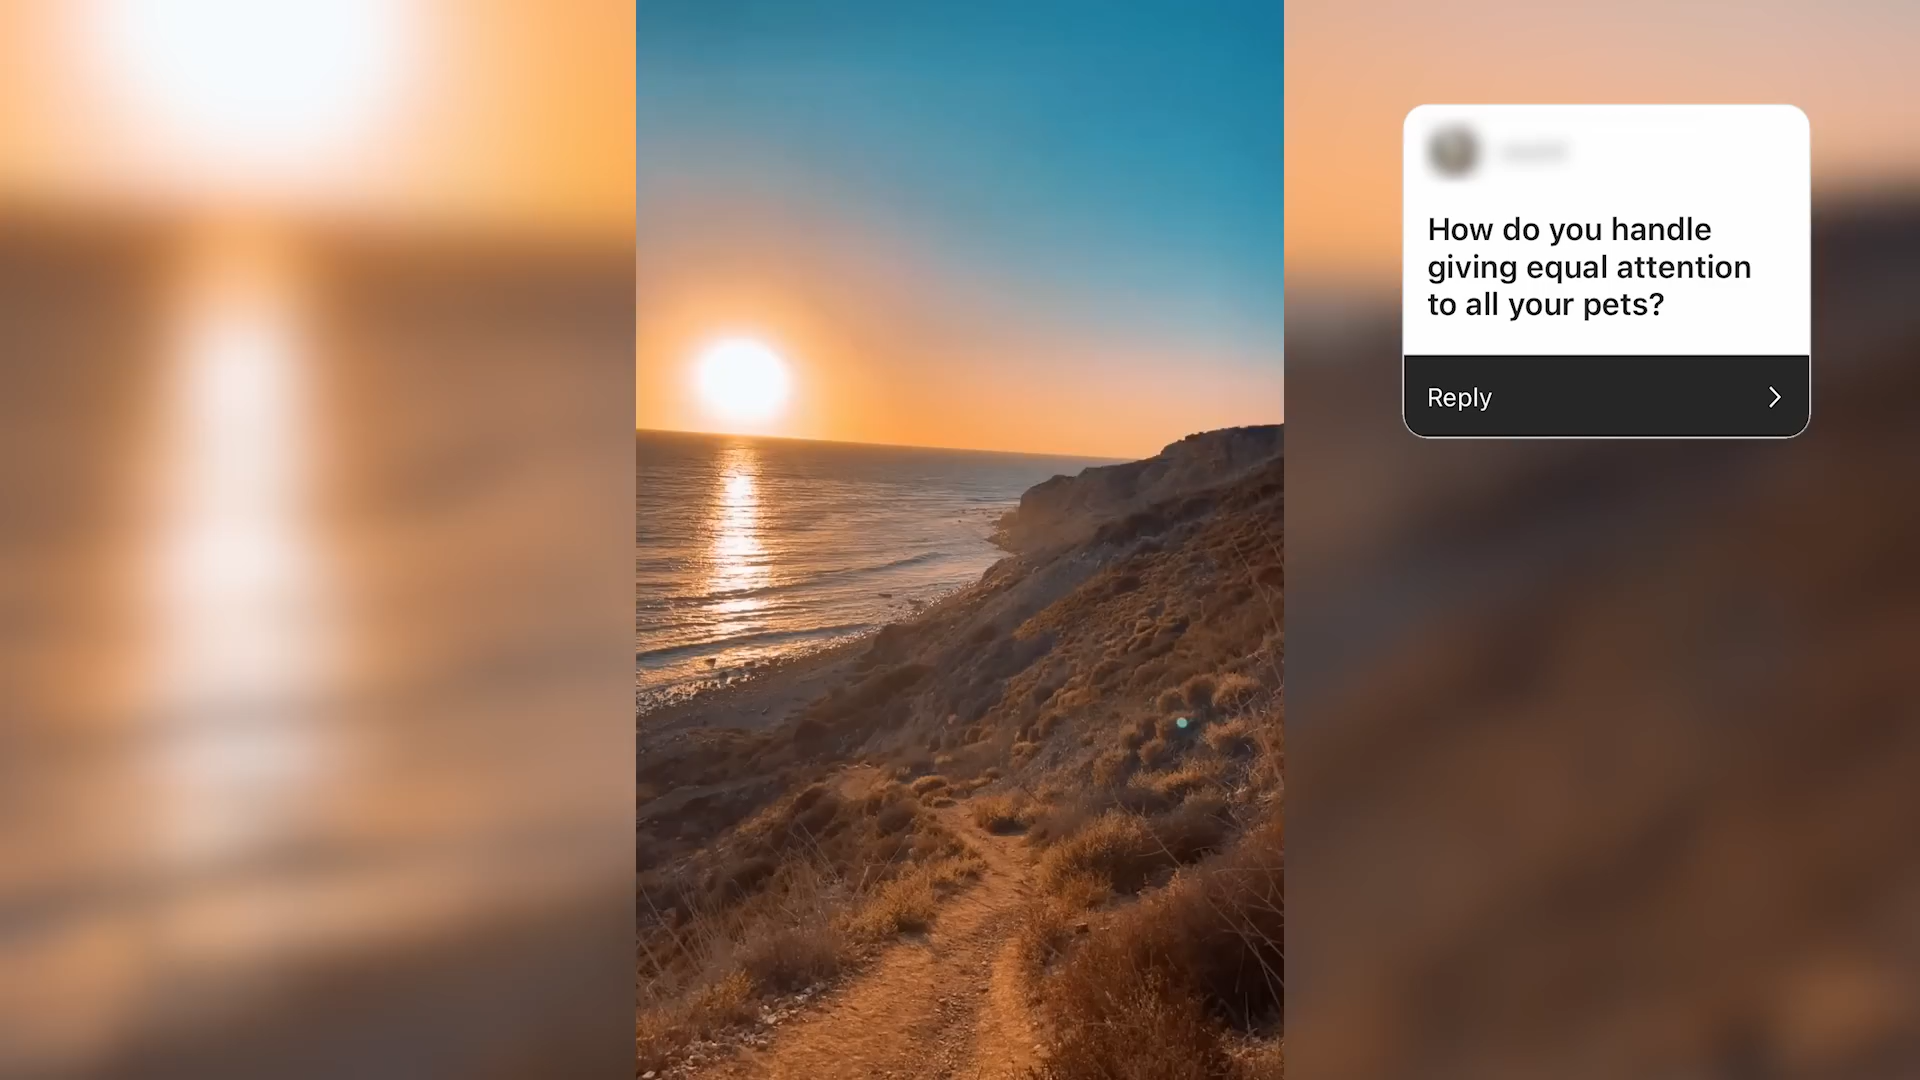 How do you handle
giving equal attention
to all your pets?
Reply